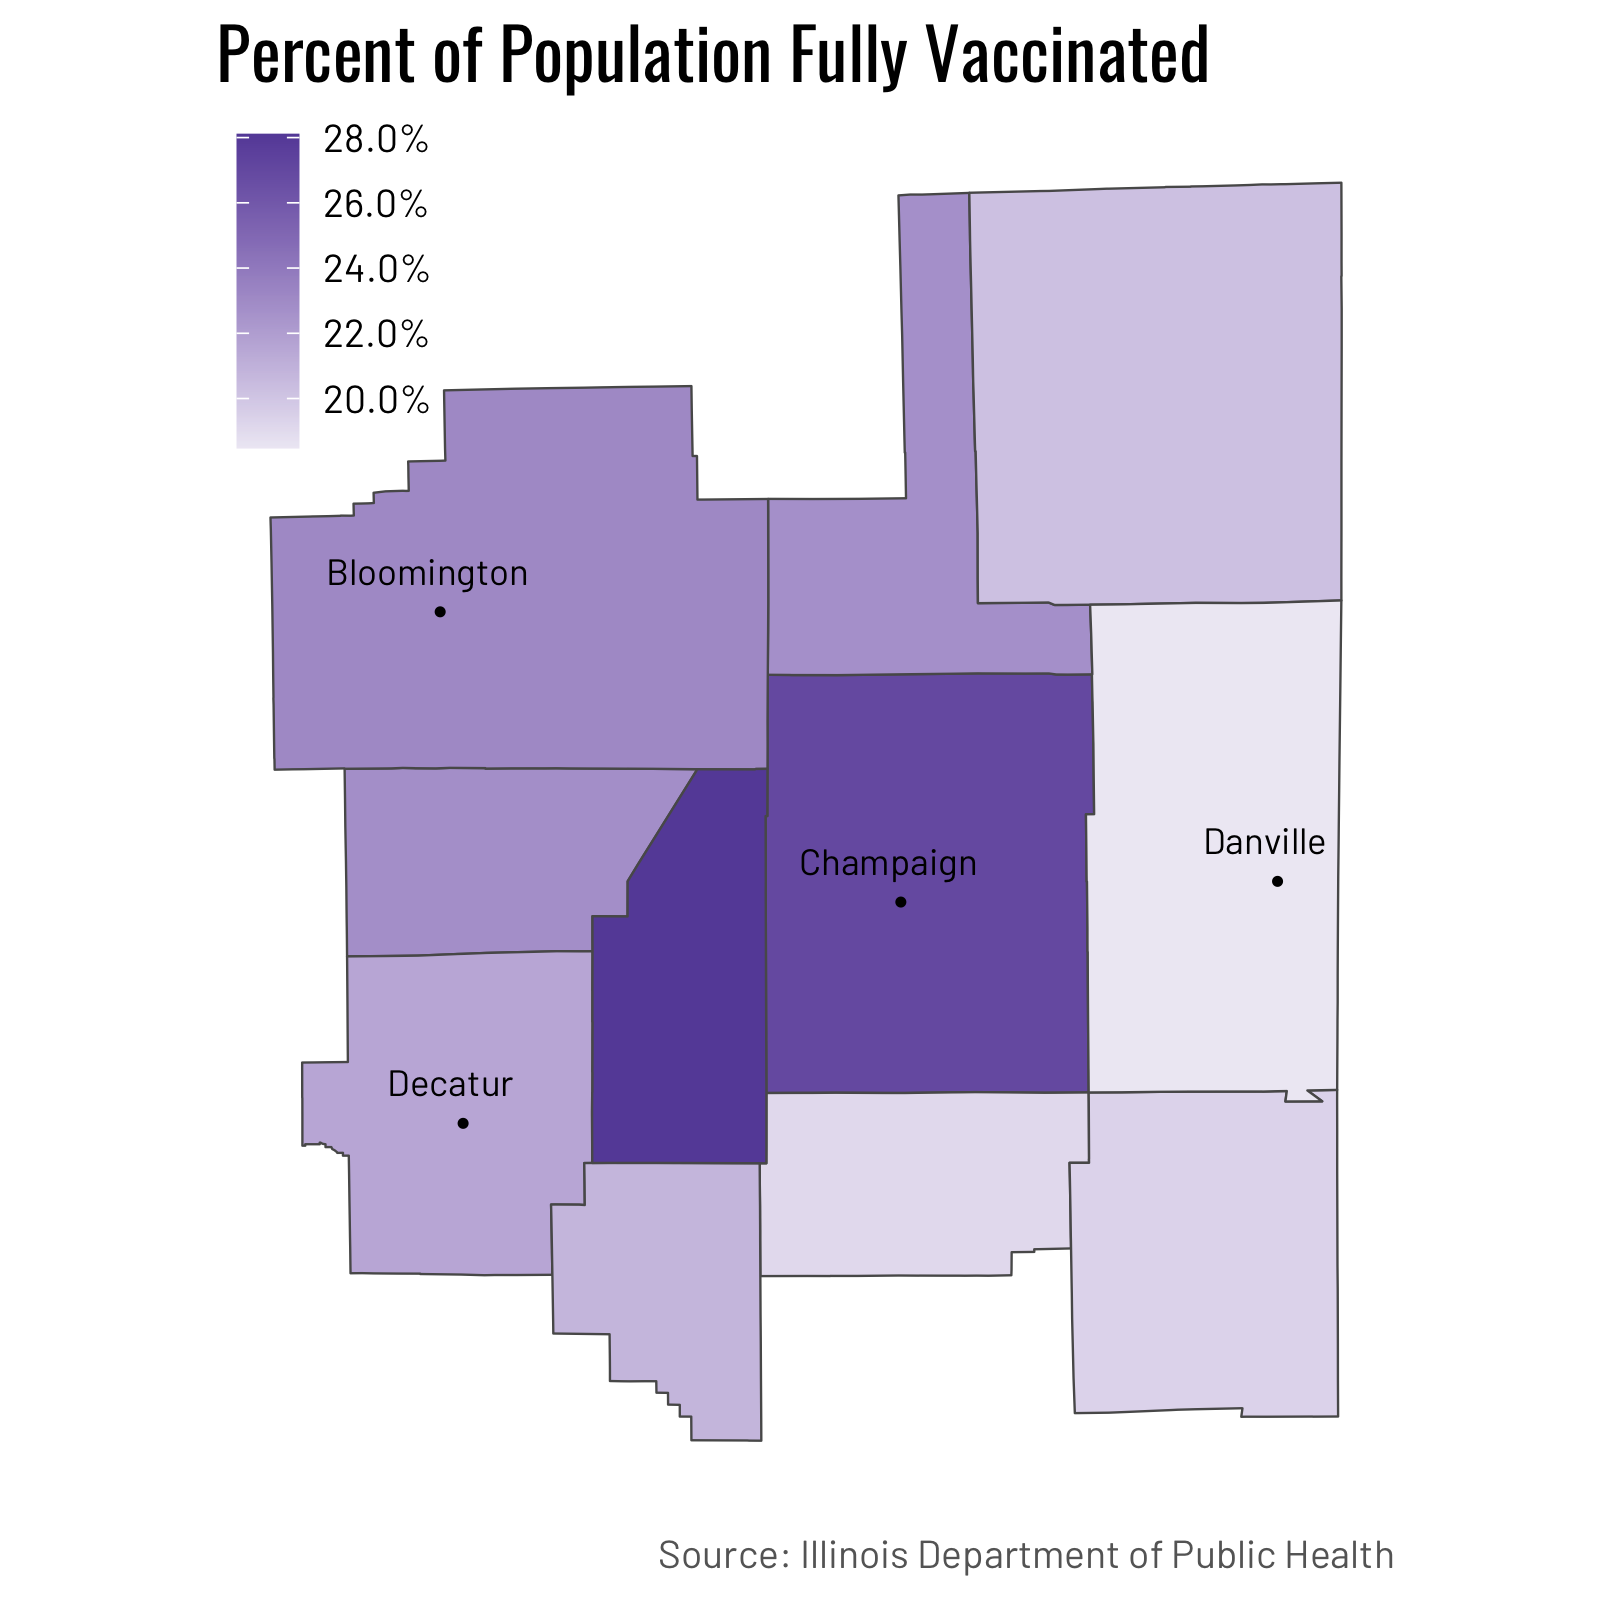 Percent of Population Fully Vaccinated
28.0%
26.0%
24.0%
22.0%
20.0%
Bloomington
Champaign
Danville
Decatur
Source: Illinois Department of Public Health